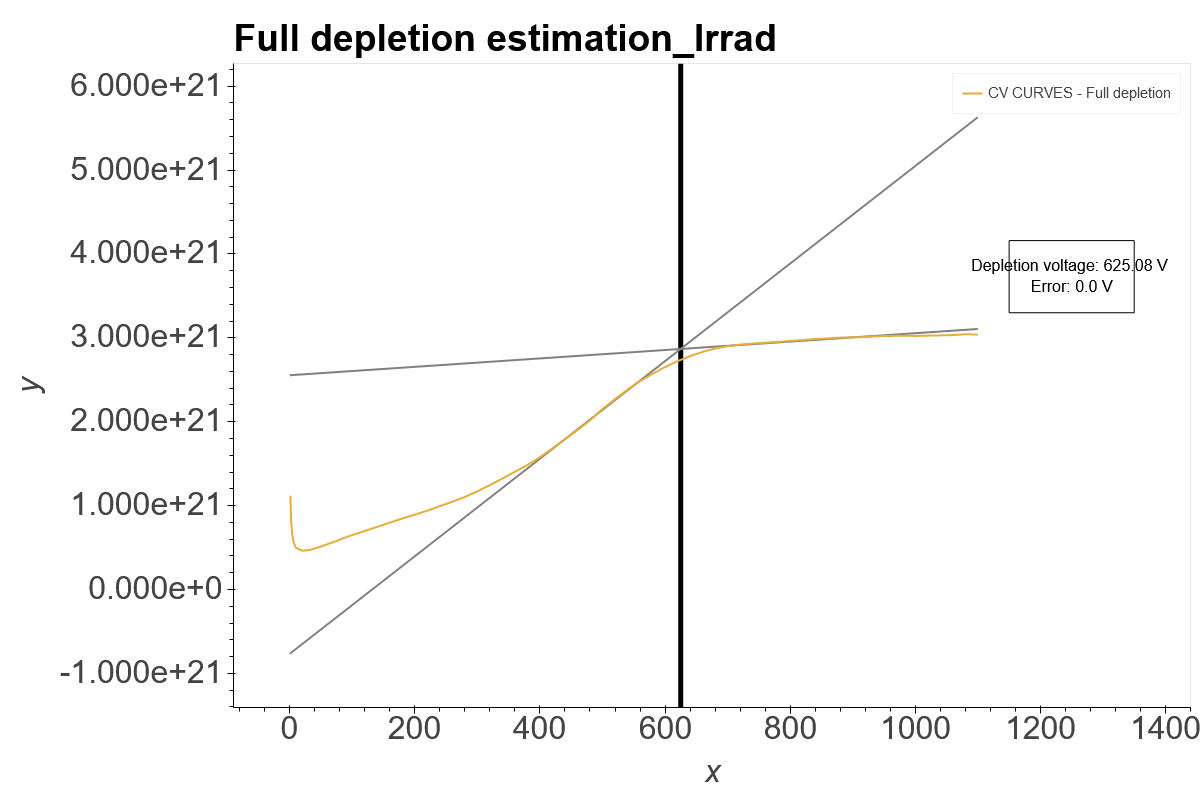 Full depletion estimation_Irrad
CV CURVES - Full depletion
6.000e+21
5.000e+21
4.000e+21
3.000e+21
2.000e+21
1.000e+21
0.000e+0
-1.000e+21
y
Depletion voltage: 625.08 V
Error: 0.0 V
0 200 400 600 800 1000 1200 1400
x